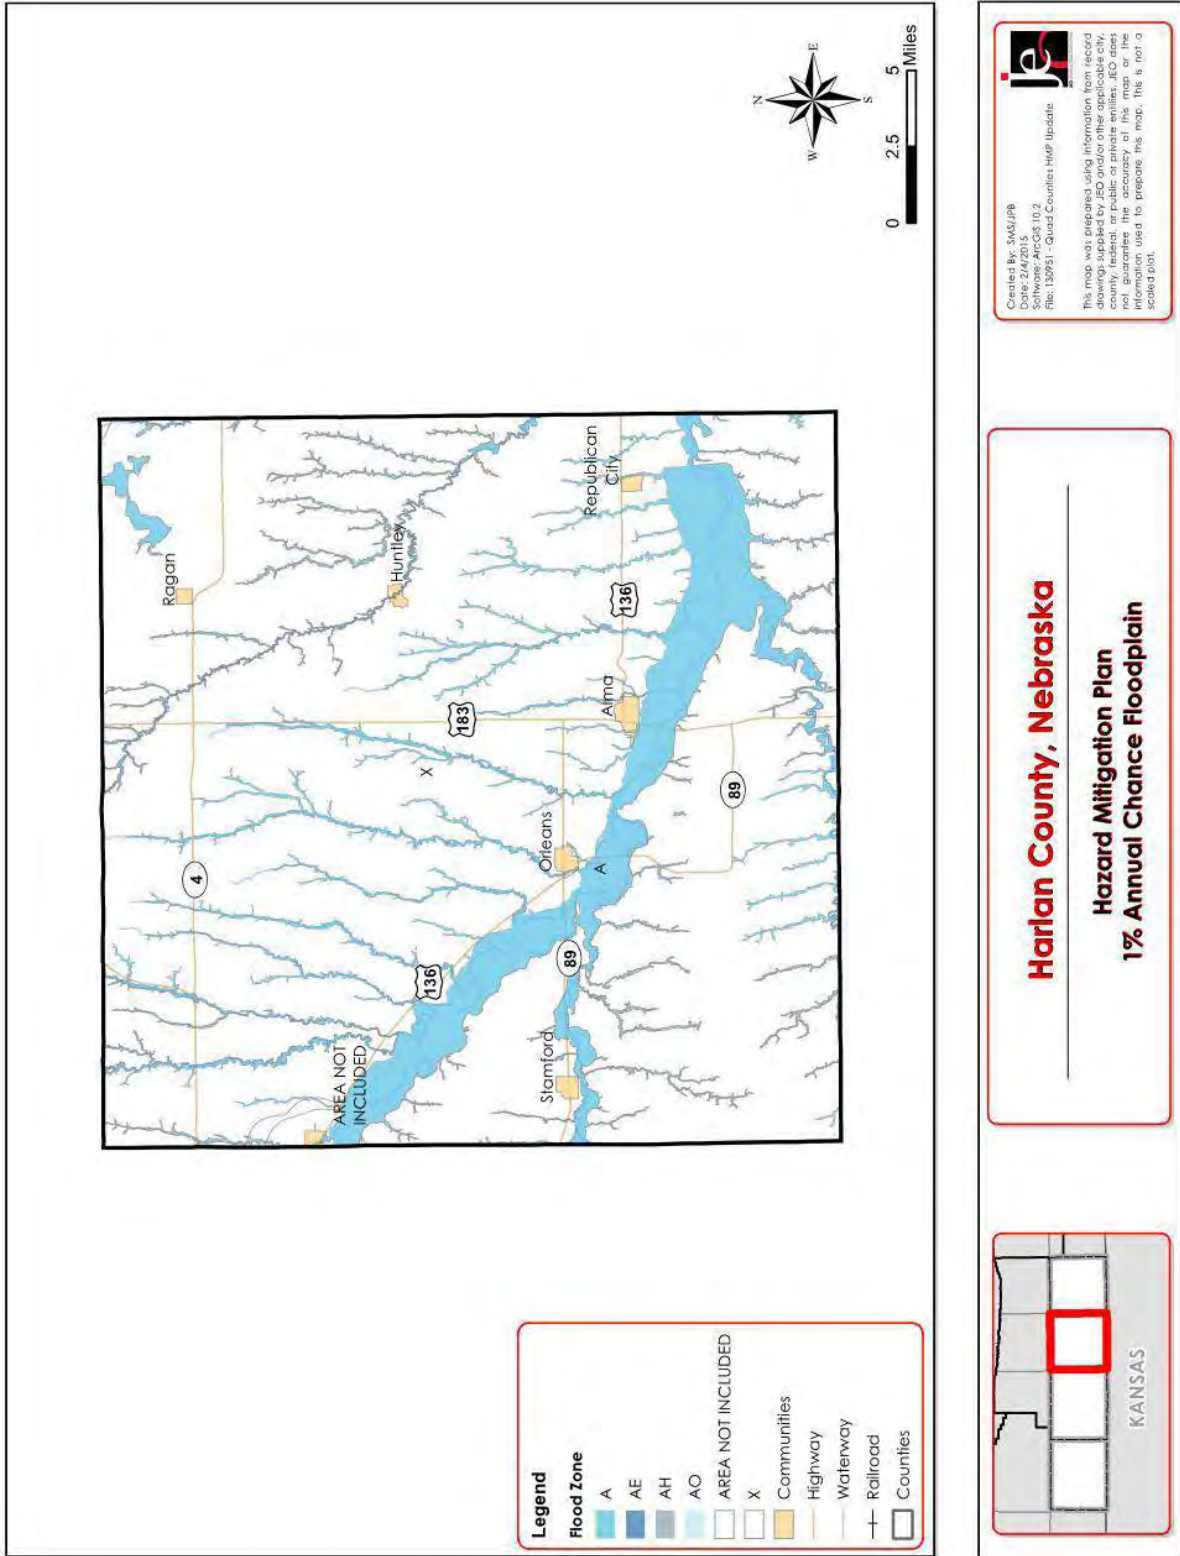 Ragan
Huntley
Republican
City
136
183
Alma
X
Orleans
A
4
89
89
136
Stamford
AREA NOT
INCLUDED
N
E
S
W
0
2.5
5
Miles
Legend
Flood Zone
A
AE
AH
AO
AREA NOT INCLUDED
X
Communities
Highway
Waterway
Railroad
Counties
KANSAS
Harlan County, Nebraska
Hazard Mitigation Plan
1% Annual Chance Floodplain
Created By: SMS/JPB
Date: 2/4/2015
Software: ArcGIS 10.2
File: 130951 - Quad Counties HMP Update
This map was prepared using information from record
drawings supplied by JEO and/or other applicable city,
county, federal, or public or private entities. JEO does
not guarantee the accuracy of this map or the
information used to prepare this map. This is not a
scaled plat.